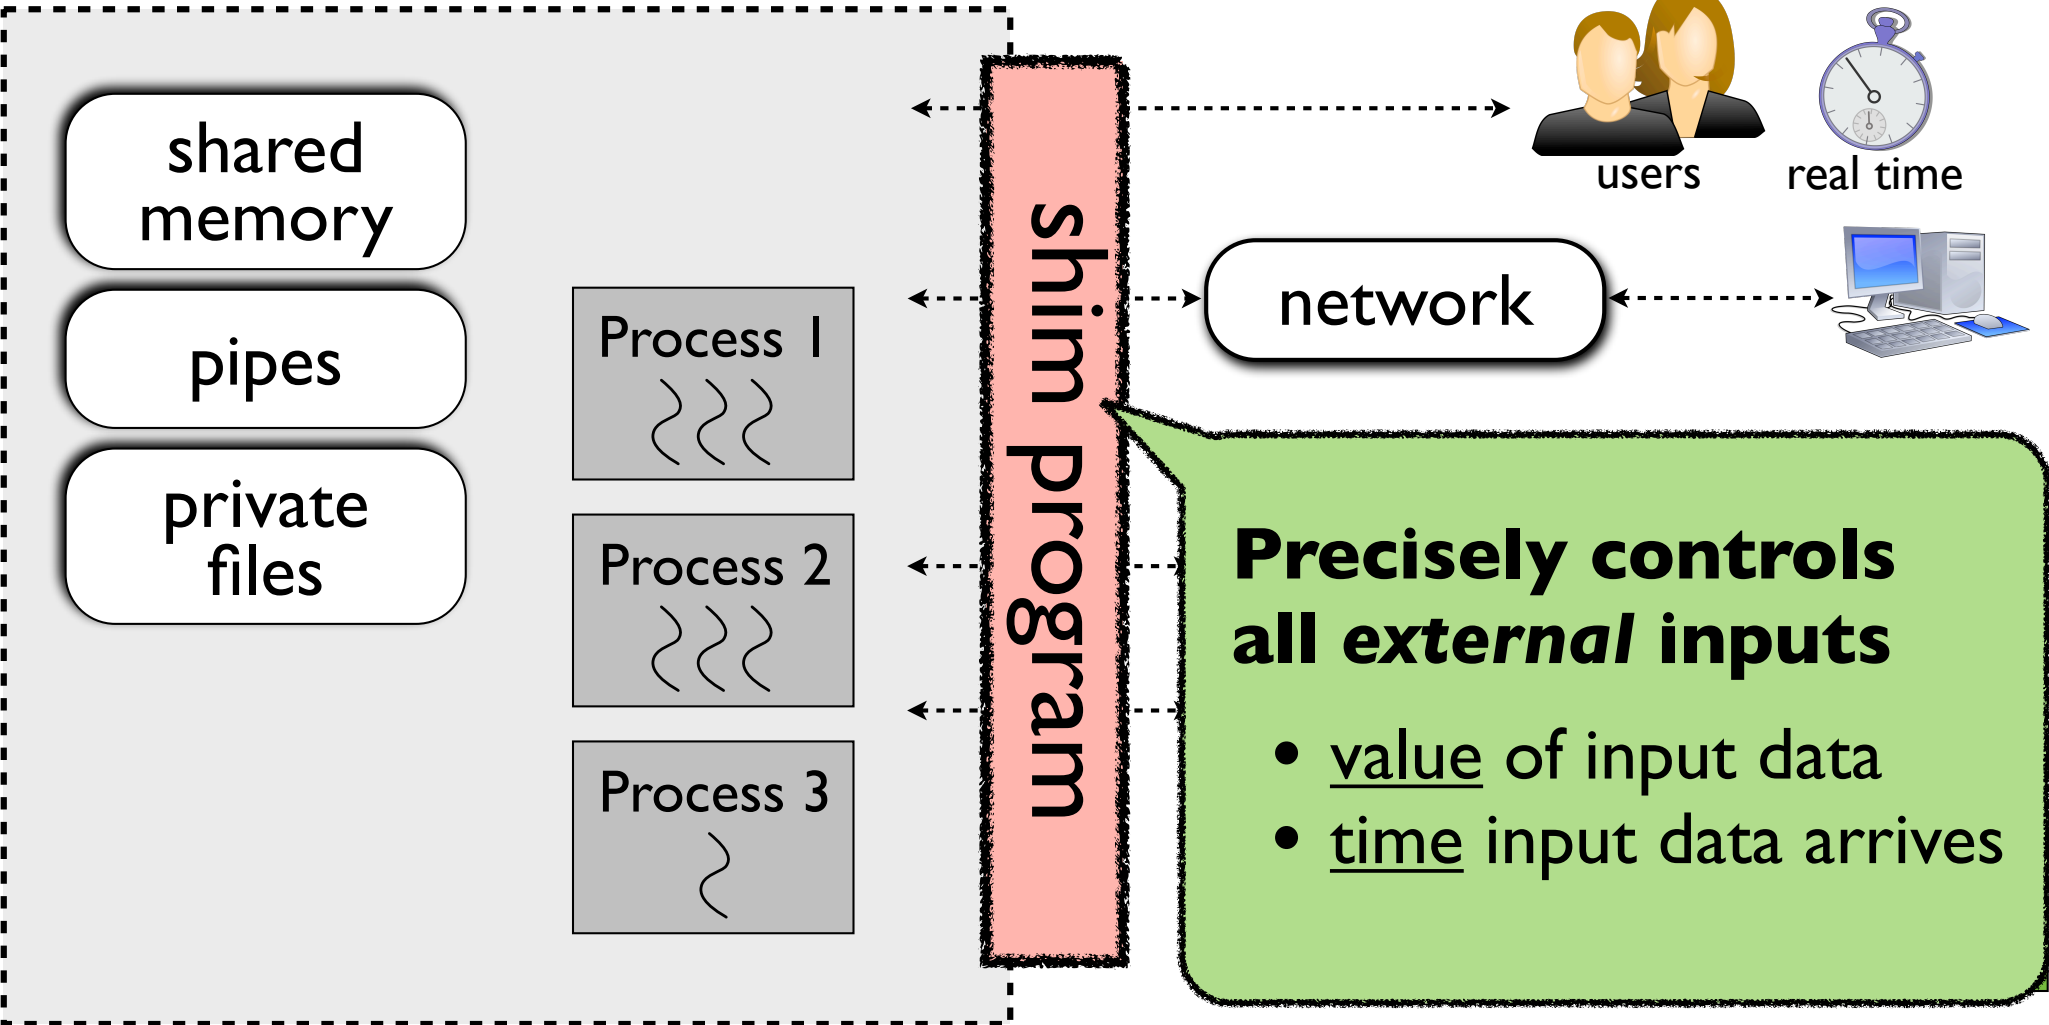 shared
memory
pipes
private
files
Process 1
Process 2
Process 3
shim program
users
real time
network
Precisely controls
all external inputs
• value of input data
• time input data arrives